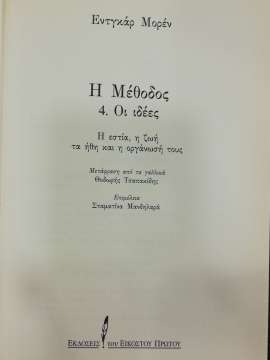 Εντγκάρ Μορέν
Η Μέθοδος
4. Οι ιδέες
Η εστία, η ζωή
τα ήθη και η οργάνωσή τους
Μετάφραση από τα γαλλικά
Θοδωρής Τσαπακίδης
Επιμέλεια
Σταματίνα Μανδηλαρά
ΕΚΔΟΣΕΙΣ του ΕΙΚΟΣΤΟΥ ΠΡΩΤΟΥ